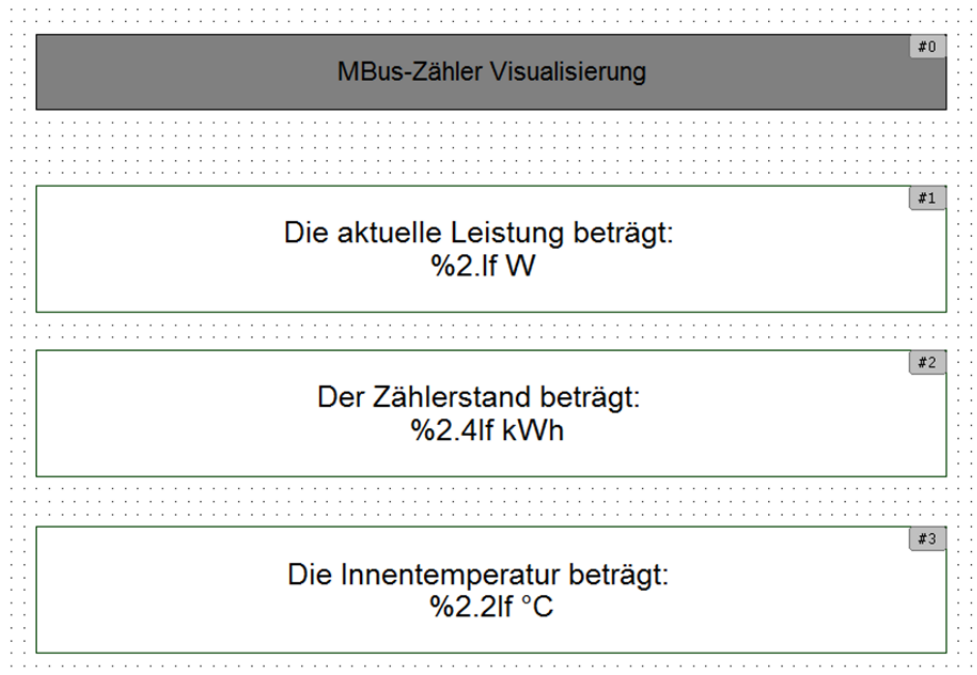 #0
MBus-Zähler Visualisierung
#1
Die aktuelle Leistung beträgt:
%2.lf W
#2
Der Zählerstand beträgt:
%2.4lf kWh
#3
Die Innentemperatur beträgt:
%2.2lf °C